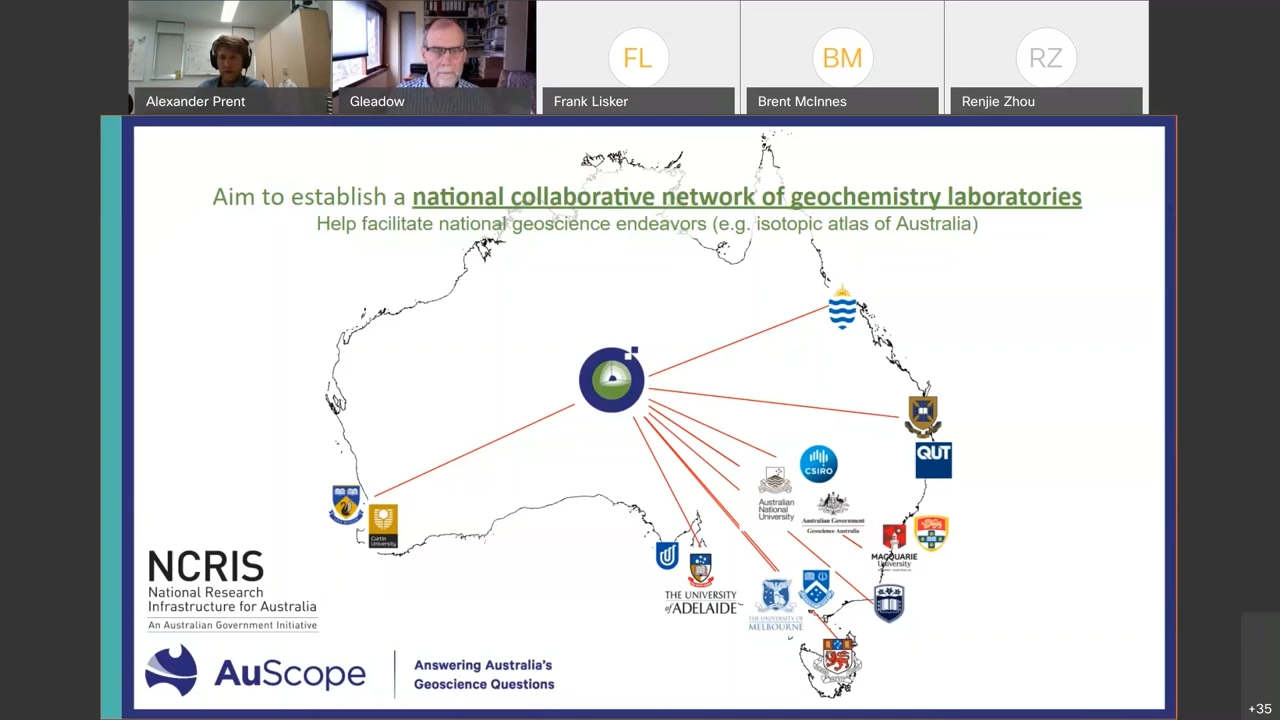 FL
BM
RZ
Alexander Prent
Gleadow
Frank Lisker
Brent McInnes
Renjie Zhou
Aim to establish a national collaborative network of geochemistry laboratories
Help facilitate national geoscience endeavors (e.g. isotopic atlas of Australia)
QUT
CSIRO
Australian
National
University
Australian Government
Geoscience Australia
Curtin University
MACQUARIE
University
THE UNIVERSITY
of ADELAIDE
THE UNIVERSITY OF
MELBOURNE
NCRIS
National Research
Infrastructure for Australia
An Australian Government Initiative
AuScope
Answering Australia's
Geoscience Questions
+35